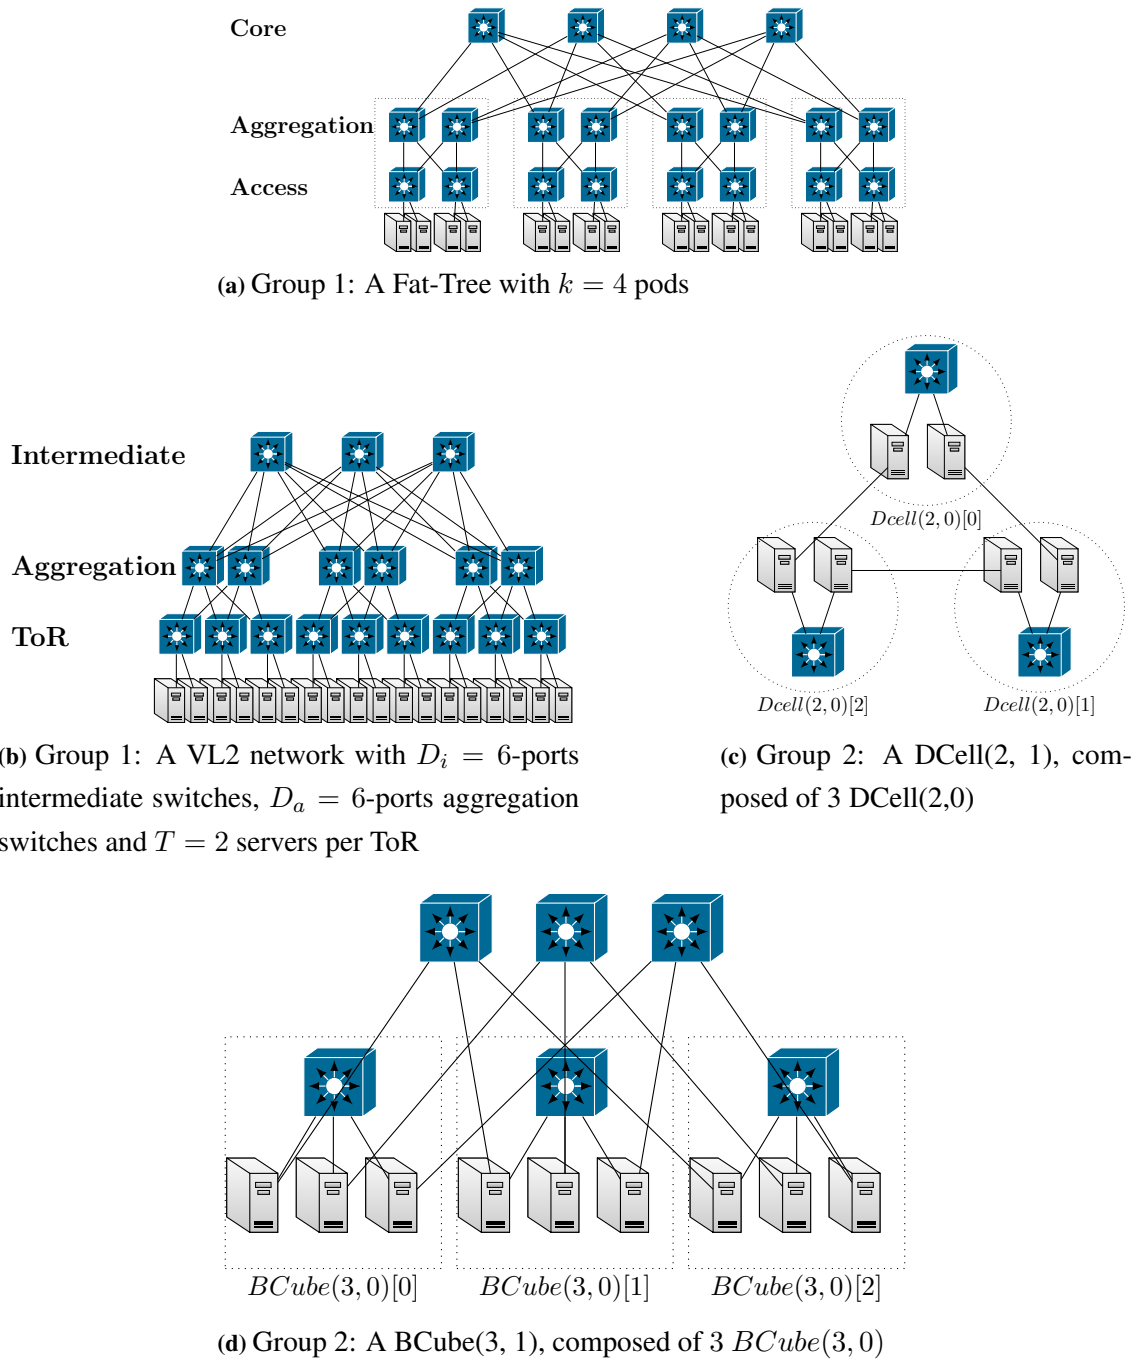 Core
Aggregation
Access
(a) Group 1: A Fat-Tree with k = 4 pods
Intermediate
Aggregation
ToR
(b) Group 1: A VL2 network with D_i = 6-ports
intermediate switches, D_a = 6-ports aggregation
switches and T = 2 servers per ToR
Dcell(2,0)[0]
Dcell(2,0)[2]
Dcell(2,0)[1]
(c) Group 2: A DCell(2, 1), com-
posed of 3 DCell(2,0)
BCube(3,0)[0]
BCube(3,0)[1]
BCube(3,0)[2]
(d) Group 2: A BCube(3, 1), composed of 3 BCube(3,0)